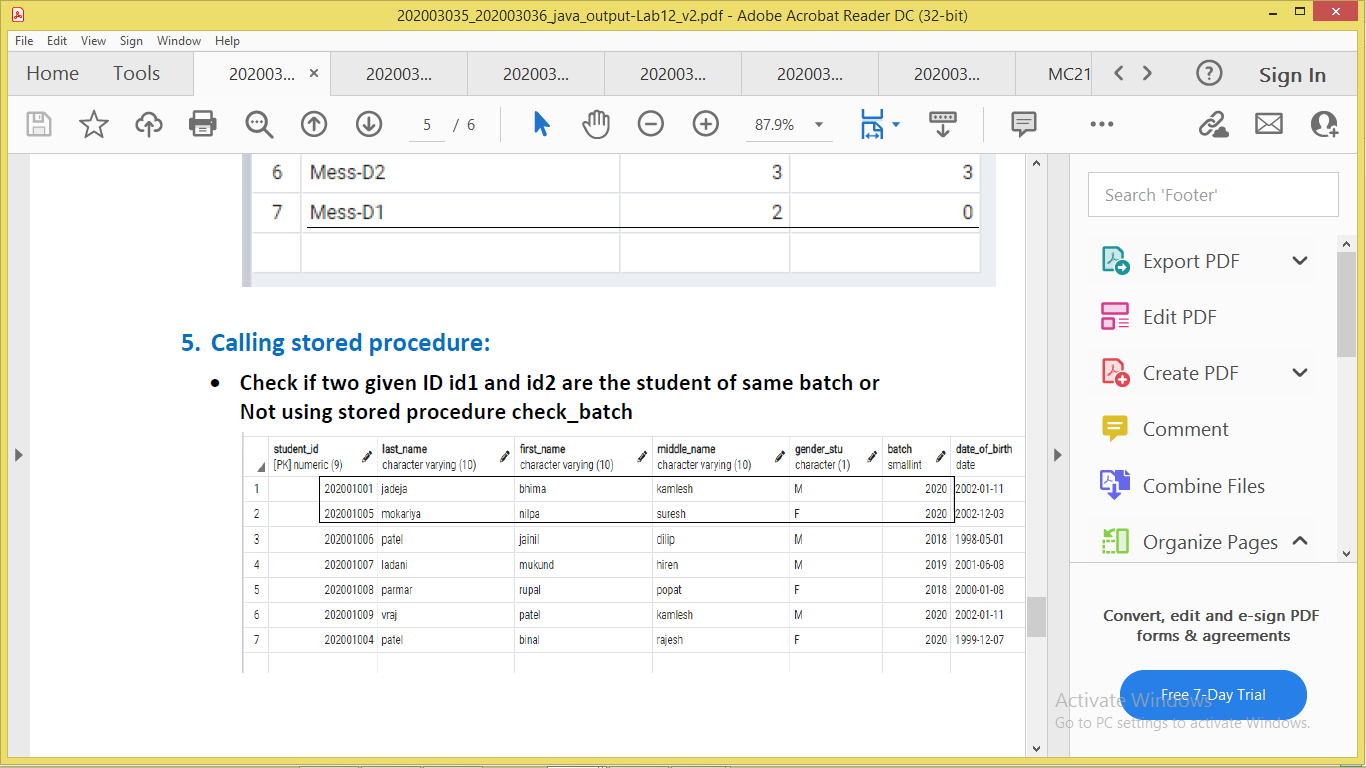 202003035_202003036_java_output-Lab12_v2.pdf - Adobe Acrobat Reader DC (32-bit)
File Edit View Sign Window Help
Home Tools 202003... × 202003... 202003... 202003... 202003... 202003... MC21 Sign In
5 / 6 87.9%
6 Mess-D2 3 3
7 Mess-D1 2 0
5. Calling stored procedure:
• Check if two given ID id1 and id2 are the student of same batch or
Not using stored procedure check_batch
student_id last_name first_name middle_name gender_stu batch date_of_birth
[PK] numeric (9) character varying (10) character varying (10) character varying (10) character (1) smallint date
1 202001001 jadeja bhima kamlesh M 2020 2002-01-11
2 202001005 mokariya nilpa suresh F 2020 2002-12-03
3 202001006 patel jainil dilip M 2018 1998-05-01
4 202001007 ladani mukund hiren M 2019 2001-06-08
5 202001008 parmar rupal popat F 2018 2000-01-08
6 202001009 vraj patel kamlesh M 2020 2002-01-11
7 202001004 patel binal rajesh F 2020 1999-12-07
Search 'Footer'
Export PDF
Edit PDF
Create PDF
Comment
Combine Files
Organize Pages
Convert, edit and e-sign PDF
forms & agreements
Free 7-Day Trial
Activate Windows
Go to PC settings to activate Windows.